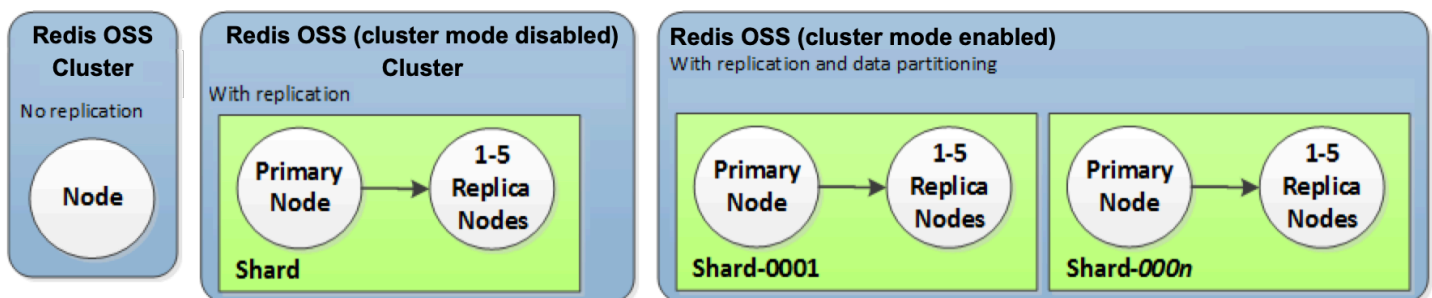 Redis OSS
Cluster
No replication
Node
Redis OSS (cluster mode disabled)
Cluster
With replication
Primary
Node
1-5
Replica
Nodes
Shard
Redis OSS (cluster mode enabled)
With replication and data partitioning
Primary
Node
1-5
Replica
Nodes
Shard-0001
Primary
Node
1-5
Replica
Nodes
Shard-000n